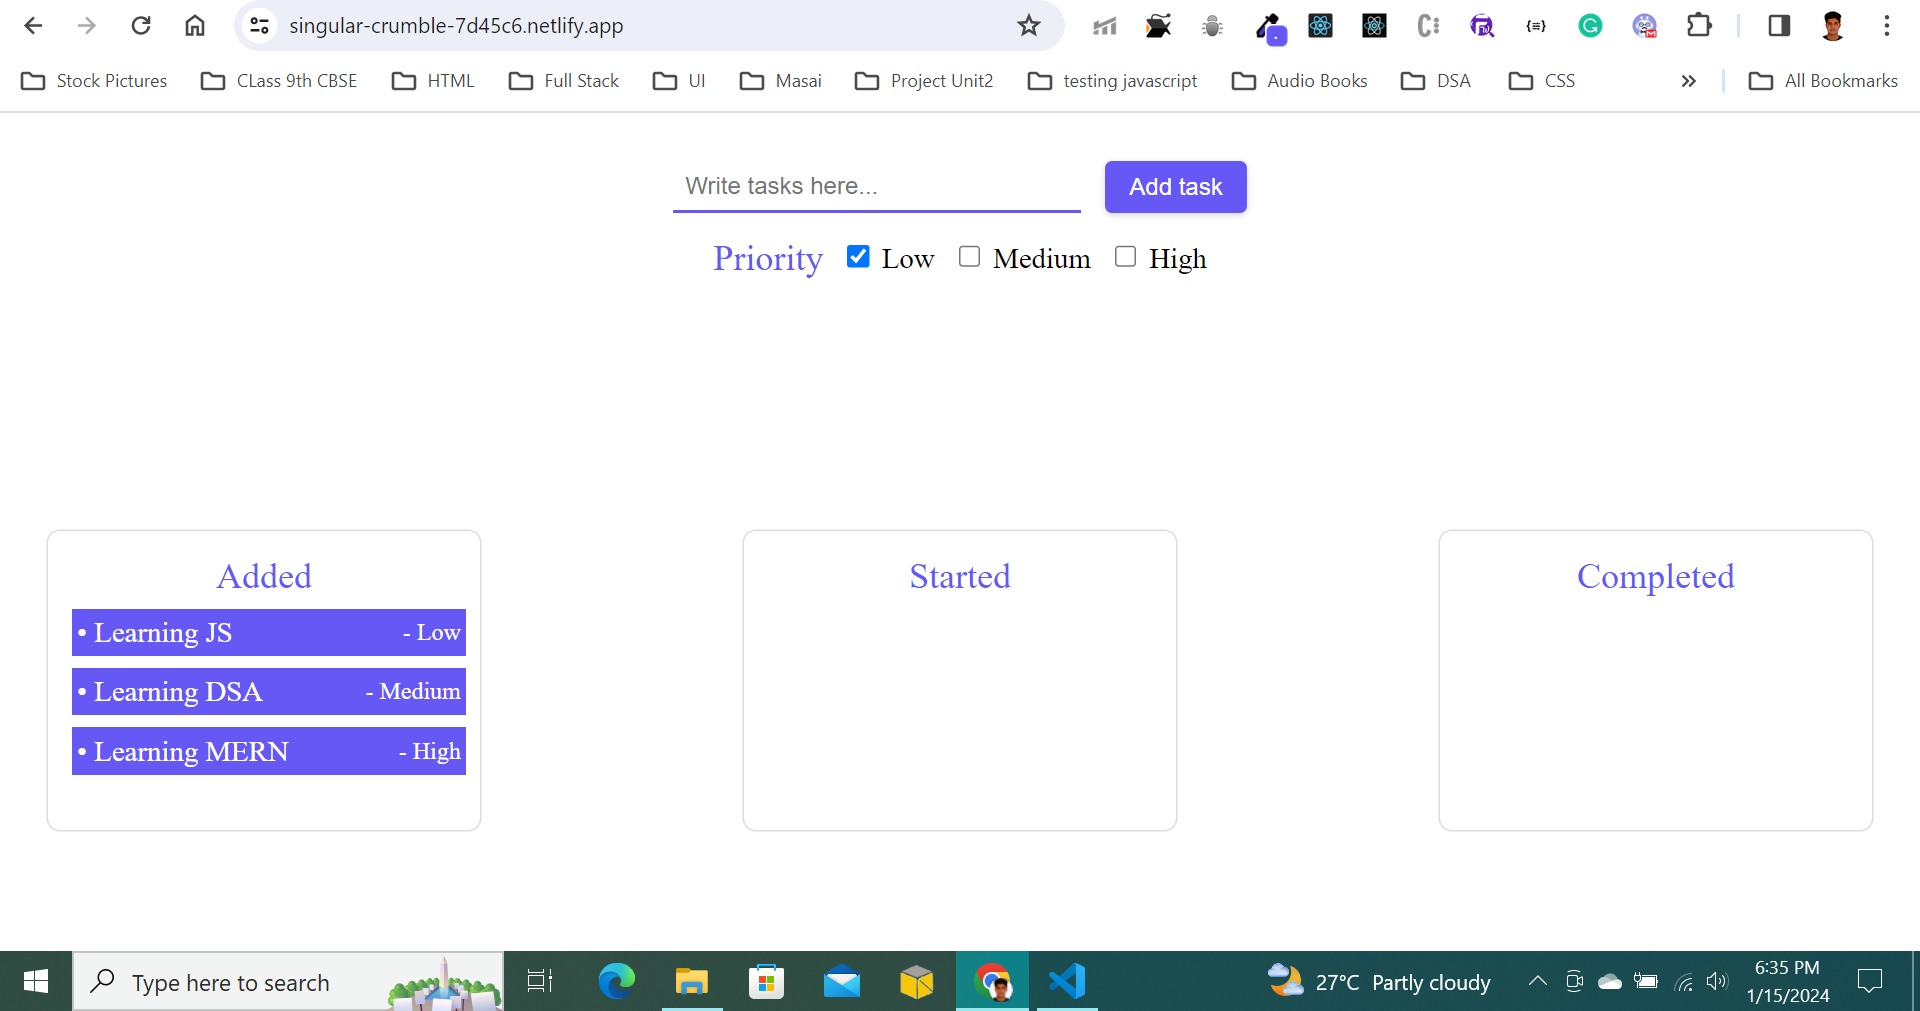 singular-crumble-7d45c6.netlify.app
Stock Pictures CLass 9th CBSE HTML Full Stack UI Masai Project Unit2 testing javascript Audio Books DSA CSS » All Bookmarks
Write tasks here... Add task
Priority Low Medium High
Added
• Learning JS - Low
• Learning DSA - Medium
• Learning MERN - High
Started
Completed
Type here to search
27°C Partly cloudy
6:35 PM
1/15/2024